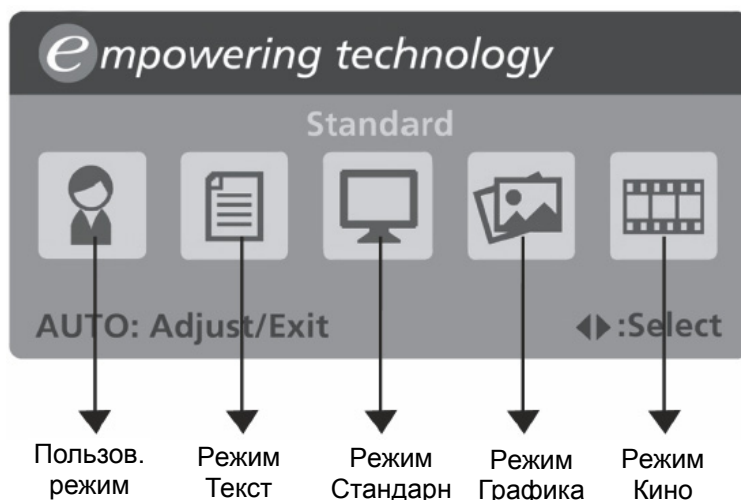 empowering technology
Standard
AUTO: Adjust/Exit
:Select
Пользов. режим
Режим Текст
Режим Стандарн
Режим Графика
Режим Кино